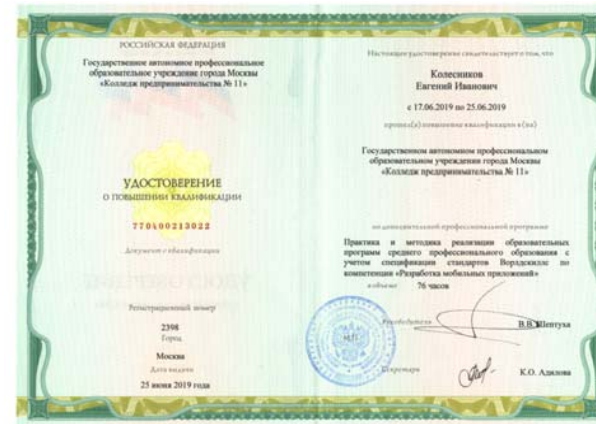 РОССИЙСКАЯ ФЕДЕРАЦИЯ
Государственное автономное профессиональное
образовательное учреждение города Москвы
«Колледж предпринимательства № 11»
УДОСТОВЕРЕНИЕ
О ПОВЫШЕНИИ КВАЛИФИКАЦИИ
770400213022
Документ о квалификации
Регистрационный номер
2398
Город
Москва
Дата выдачи
25 июня 2019 года
Настоящее удостоверение свидетельствует о том, что
Колесников
Евгений Иванович
с 17.06.2019 по 25.06.2019
прошел(а) повышение квалификации в (на)
Государственном автономном профессиональном
образовательном учреждении города Москвы
«Колледж предпринимательства № 11»
по дополнительной профессиональной программе
Практика и методика реализации образовательных
программ среднего профессионального образования с
учетом спецификации стандартов Ворлдскиллс по
компетенции «Разработка мобильных приложений»
в объеме 76 часов
М.П.
Руководитель В.В. Шептуха
Секретарь К.О. Адилова